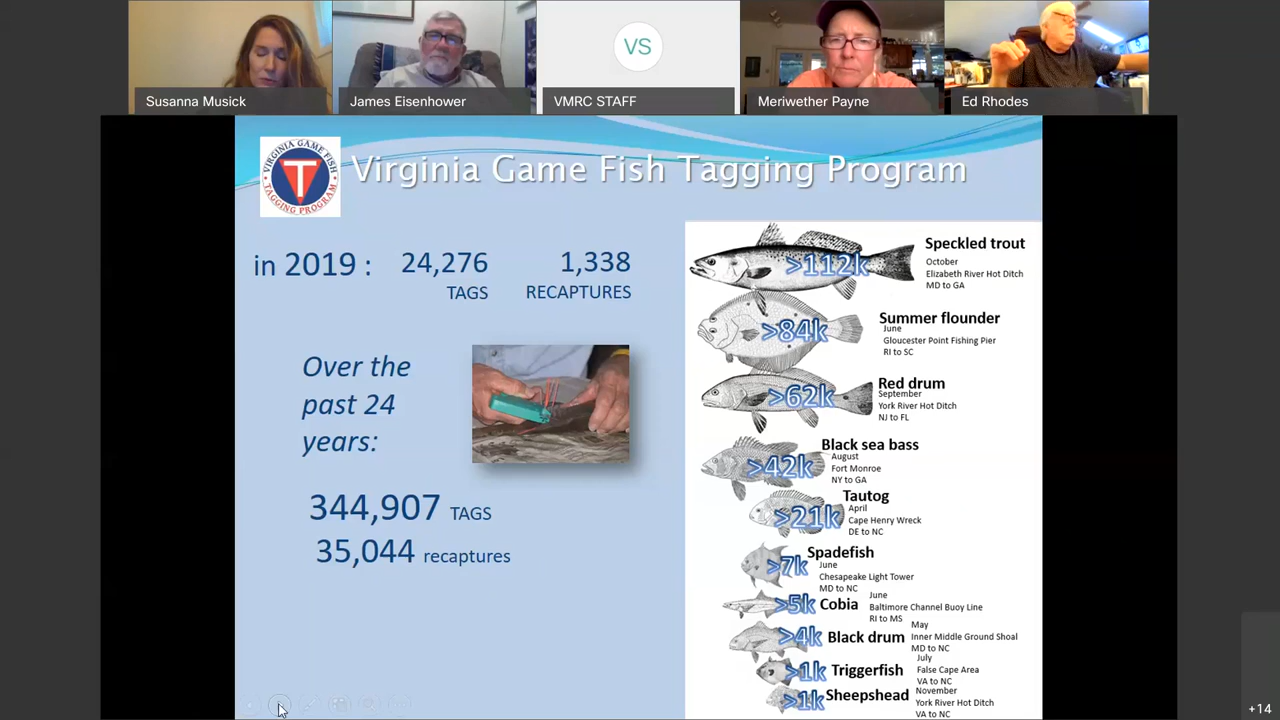 VS
Susanna Musick
James Eisenhower
VMRC STAFF
Meriwether Payne
Ed Rhodes
VIRGINIA GAME FISH
TAGGING PROGRAM
T
Virginia Game Fish Tagging Program
in 2019 :
24,276
TAGS
1,338
RECAPTURES
Over the
past 24
years:
344,907 TAGS
35,044 recaptures
>112k
Speckled trout
October
Elizabeth River Hot Ditch
MD to GA
>84k
Summer flounder
June
Gloucester Point Fishing Pier
RI to SC
>62k
Red drum
September
York River Hot Ditch
NJ to FL
>42k
Black sea bass
August
Fort Monroe
NY to GA
>21k
Tautog
April
Cape Henry Wreck
DE to NC
>7k
Spadefish
June
Chesapeake Light Tower
MD to NC
>5k
Cobia
June
Baltimore Channel Buoy Line
RI to MS
>4k
Black drum
May
Inner Middle Ground Shoal
MD to NC
>1k
Triggerfish
July
False Cape Area
VA to NC
>1k
Sheepshead
November
York River Hot Ditch
VA to NC
+14